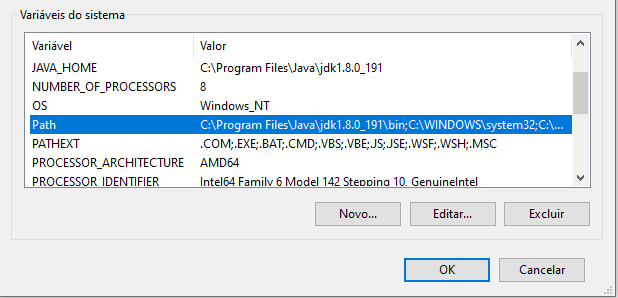 Variáveis do sistema
Variável Valor
JAVA_HOME C:\Program Files\Java\jdk1.8.0_191
NUMBER_OF_PROCESSORS 8
OS Windows_NT
Path C:\Program Files\Java\jdk1.8.0_191\bin;C:\WINDOWS\system32;C:\...
PATHEXT .COM;.EXE;.BAT;.CMD;.VBS;.VBE;.JS;.JSE;.WSF;.WSH;.MSC
PROCESSOR_ARCHITECTURE AMD64
PROCESSOR_IDENTIFIER Intel64 Family 6 Model 142 Stepping 10, GenuineIntel
Novo... Editar... Excluir
OK Cancelar